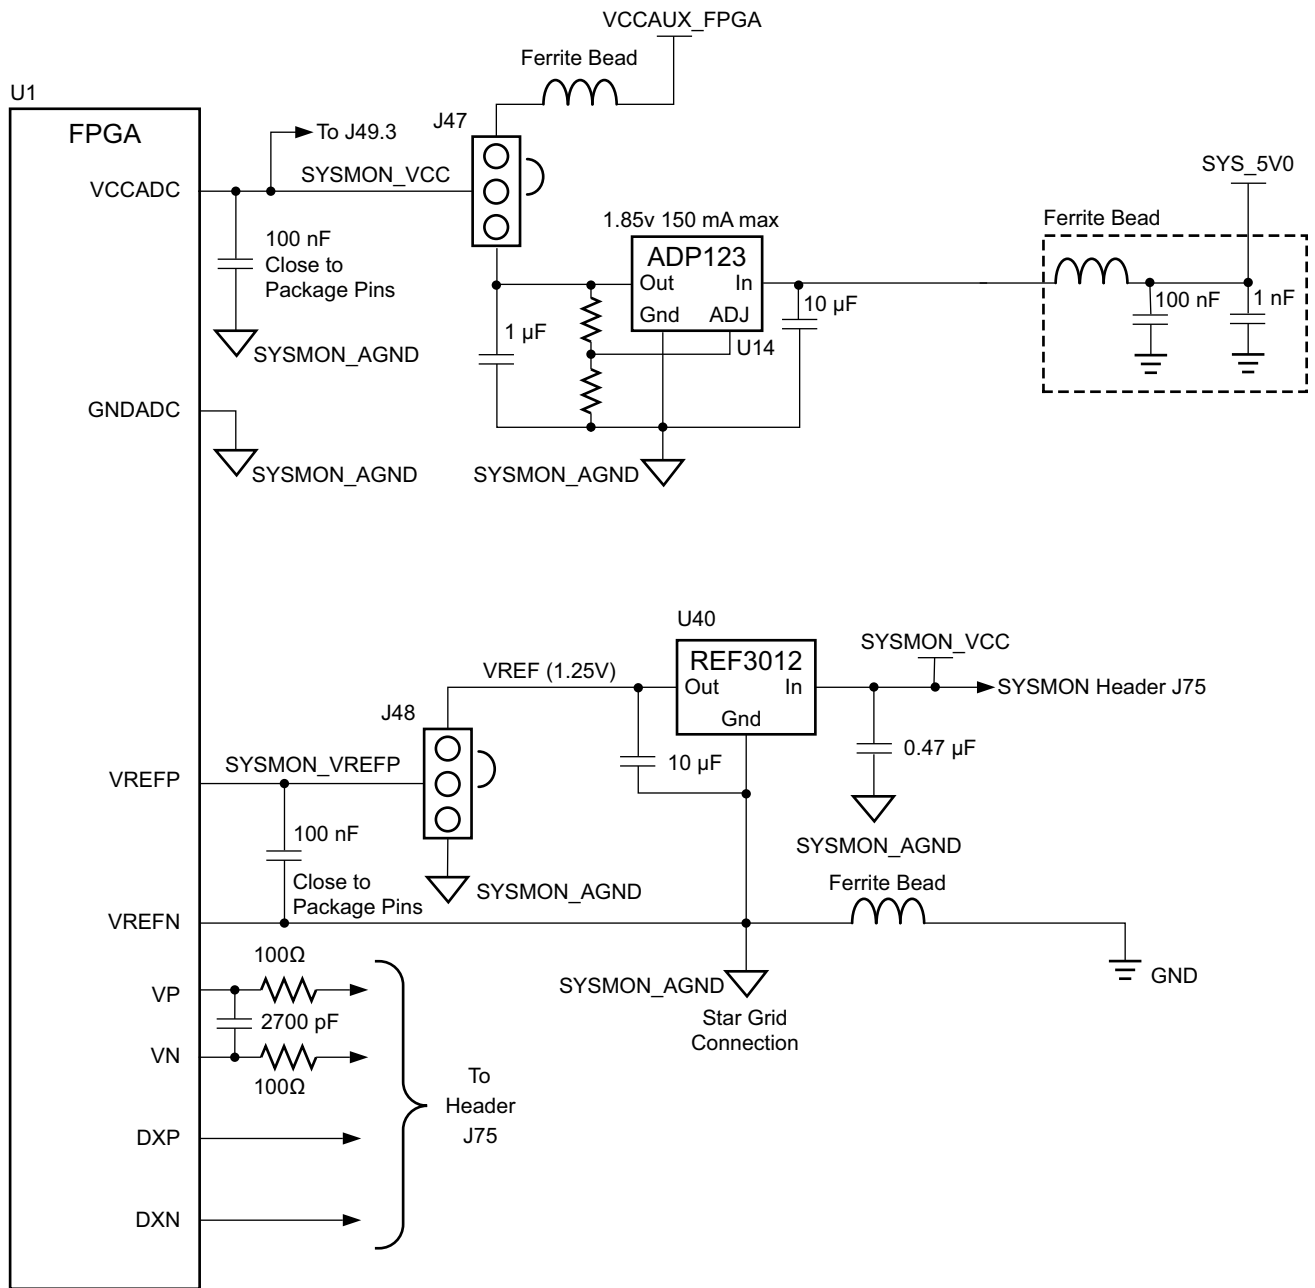 VCCAUX_FPGA
Ferrite Bead
U1
FPGA
J47
To J49.3
SYSMON_VCC
VCCADC
SYS_5V0
Ferrite Bead
1.85v 150 mA max
ADP123
Out
In
Gnd
ADJ
U14
100 nF
Close to
Package Pins
1 µF
10 µF
100 nF
1 nF
SYSMON_AGND
GNDADC
SYSMON_AGND
SYSMON_AGND
U40
REF3012
Out
In
Gnd
SYSMON_VCC
SYSMON Header J75
VREF (1.25V)
J48
10 µF
0.47 µF
SYSMON_VREFP
VREFP
100 nF
Close to
Package Pins
SYSMON_AGND
SYSMON_AGND
Ferrite Bead
VREFN
GND
SYSMON_AGND
Star Grid
Connection
100Ω
VP
2700 pF
VN
100Ω
To
Header
J75
DXP
DXN